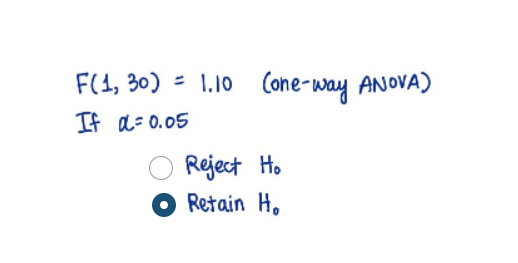 F(1, 30) = 1.10 (one-way ANOVA)
If α=0.05
Reject H₀
Retain H₀